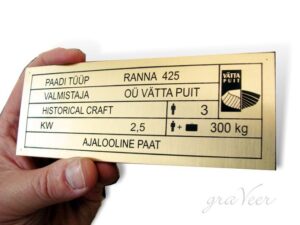 PAADI TÜÜP RANNA 425
VALMISTAJA OÜ VÄTTA PUIT
HISTORICAL CRAFT 3
KW 2,5 + 300 kg
AJALOOLINE PAAT
VÄTTA
PUIT
graVeer